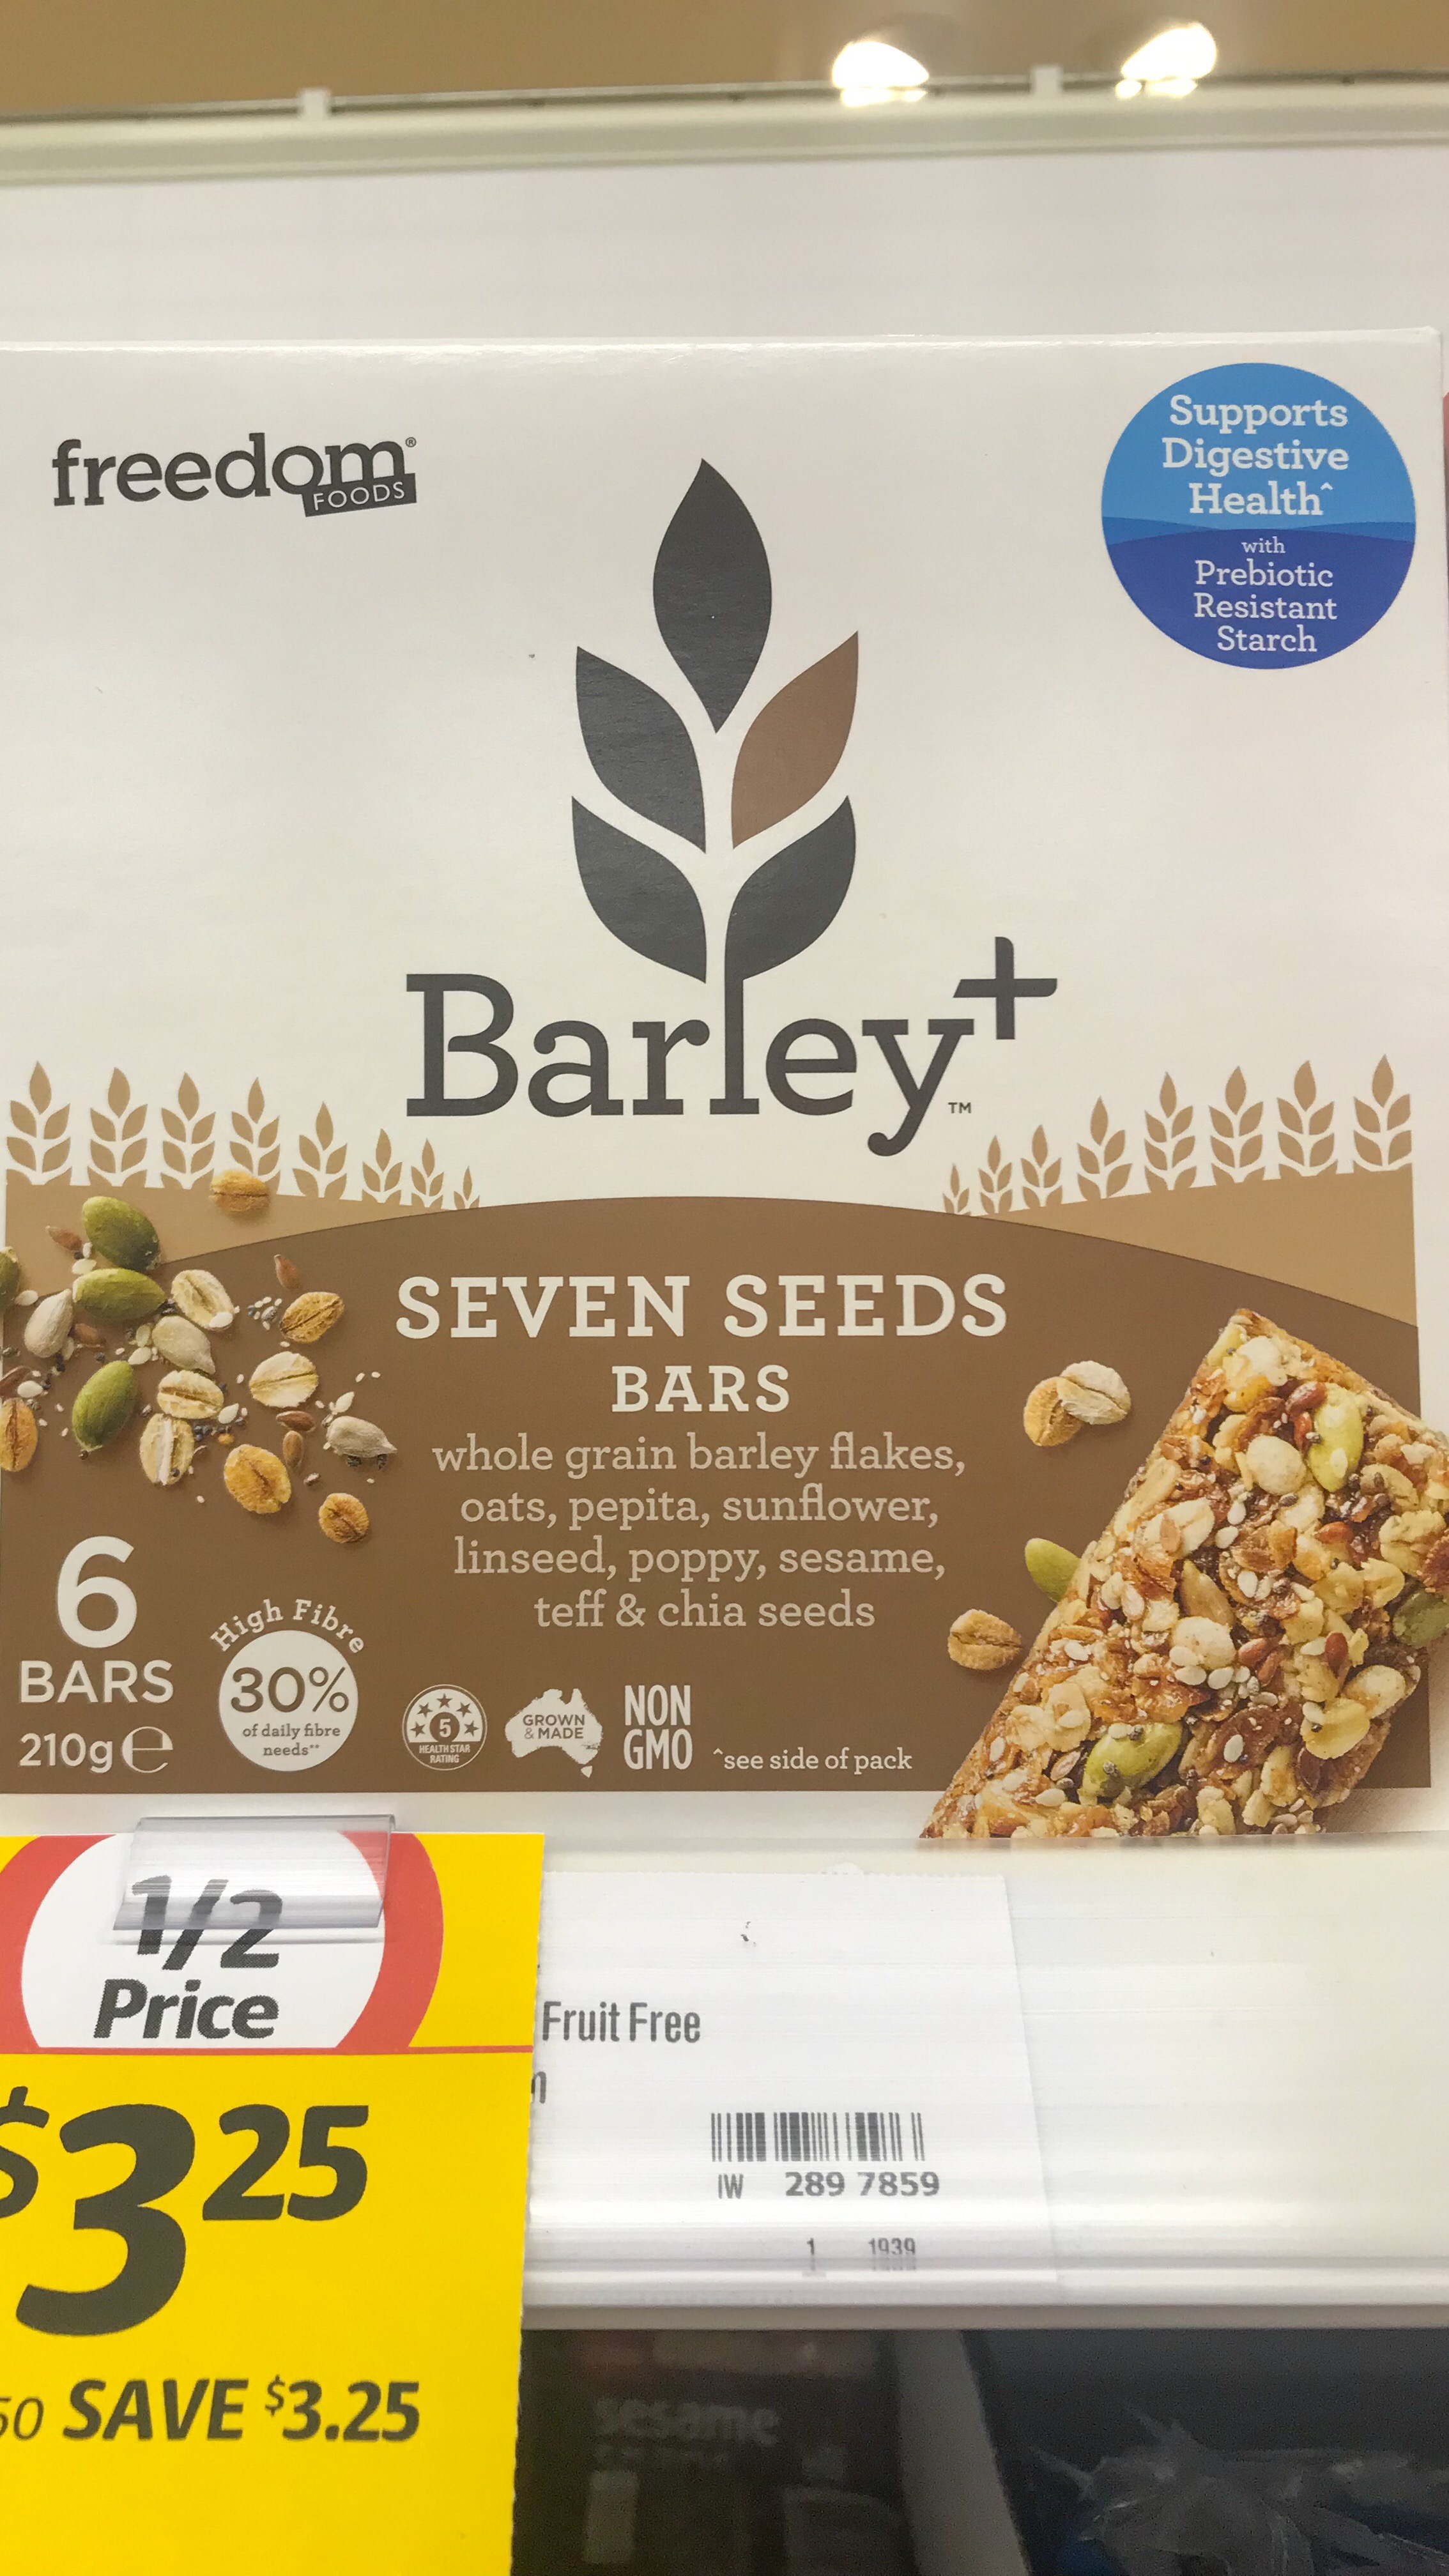 freedom®
FOODS
Supports
Digestive
Health^
with
Prebiotic
Resistant
Starch
Barley+™
SEVEN SEEDS
BARS
whole grain barley flakes,
oats, pepita, sunflower,
linseed, poppy, sesame,
teff & chia seeds
6
BARS
210g℮
High Fibre
30%
of daily fibre
needs**
5
HEALTH STAR
RATING
GROWN
& MADE
NON
GMO
^see side of pack
1/2
Price
$3 25
50 SAVE $3.25
Fruit Free
IW 289 7859
1 1939
sesame